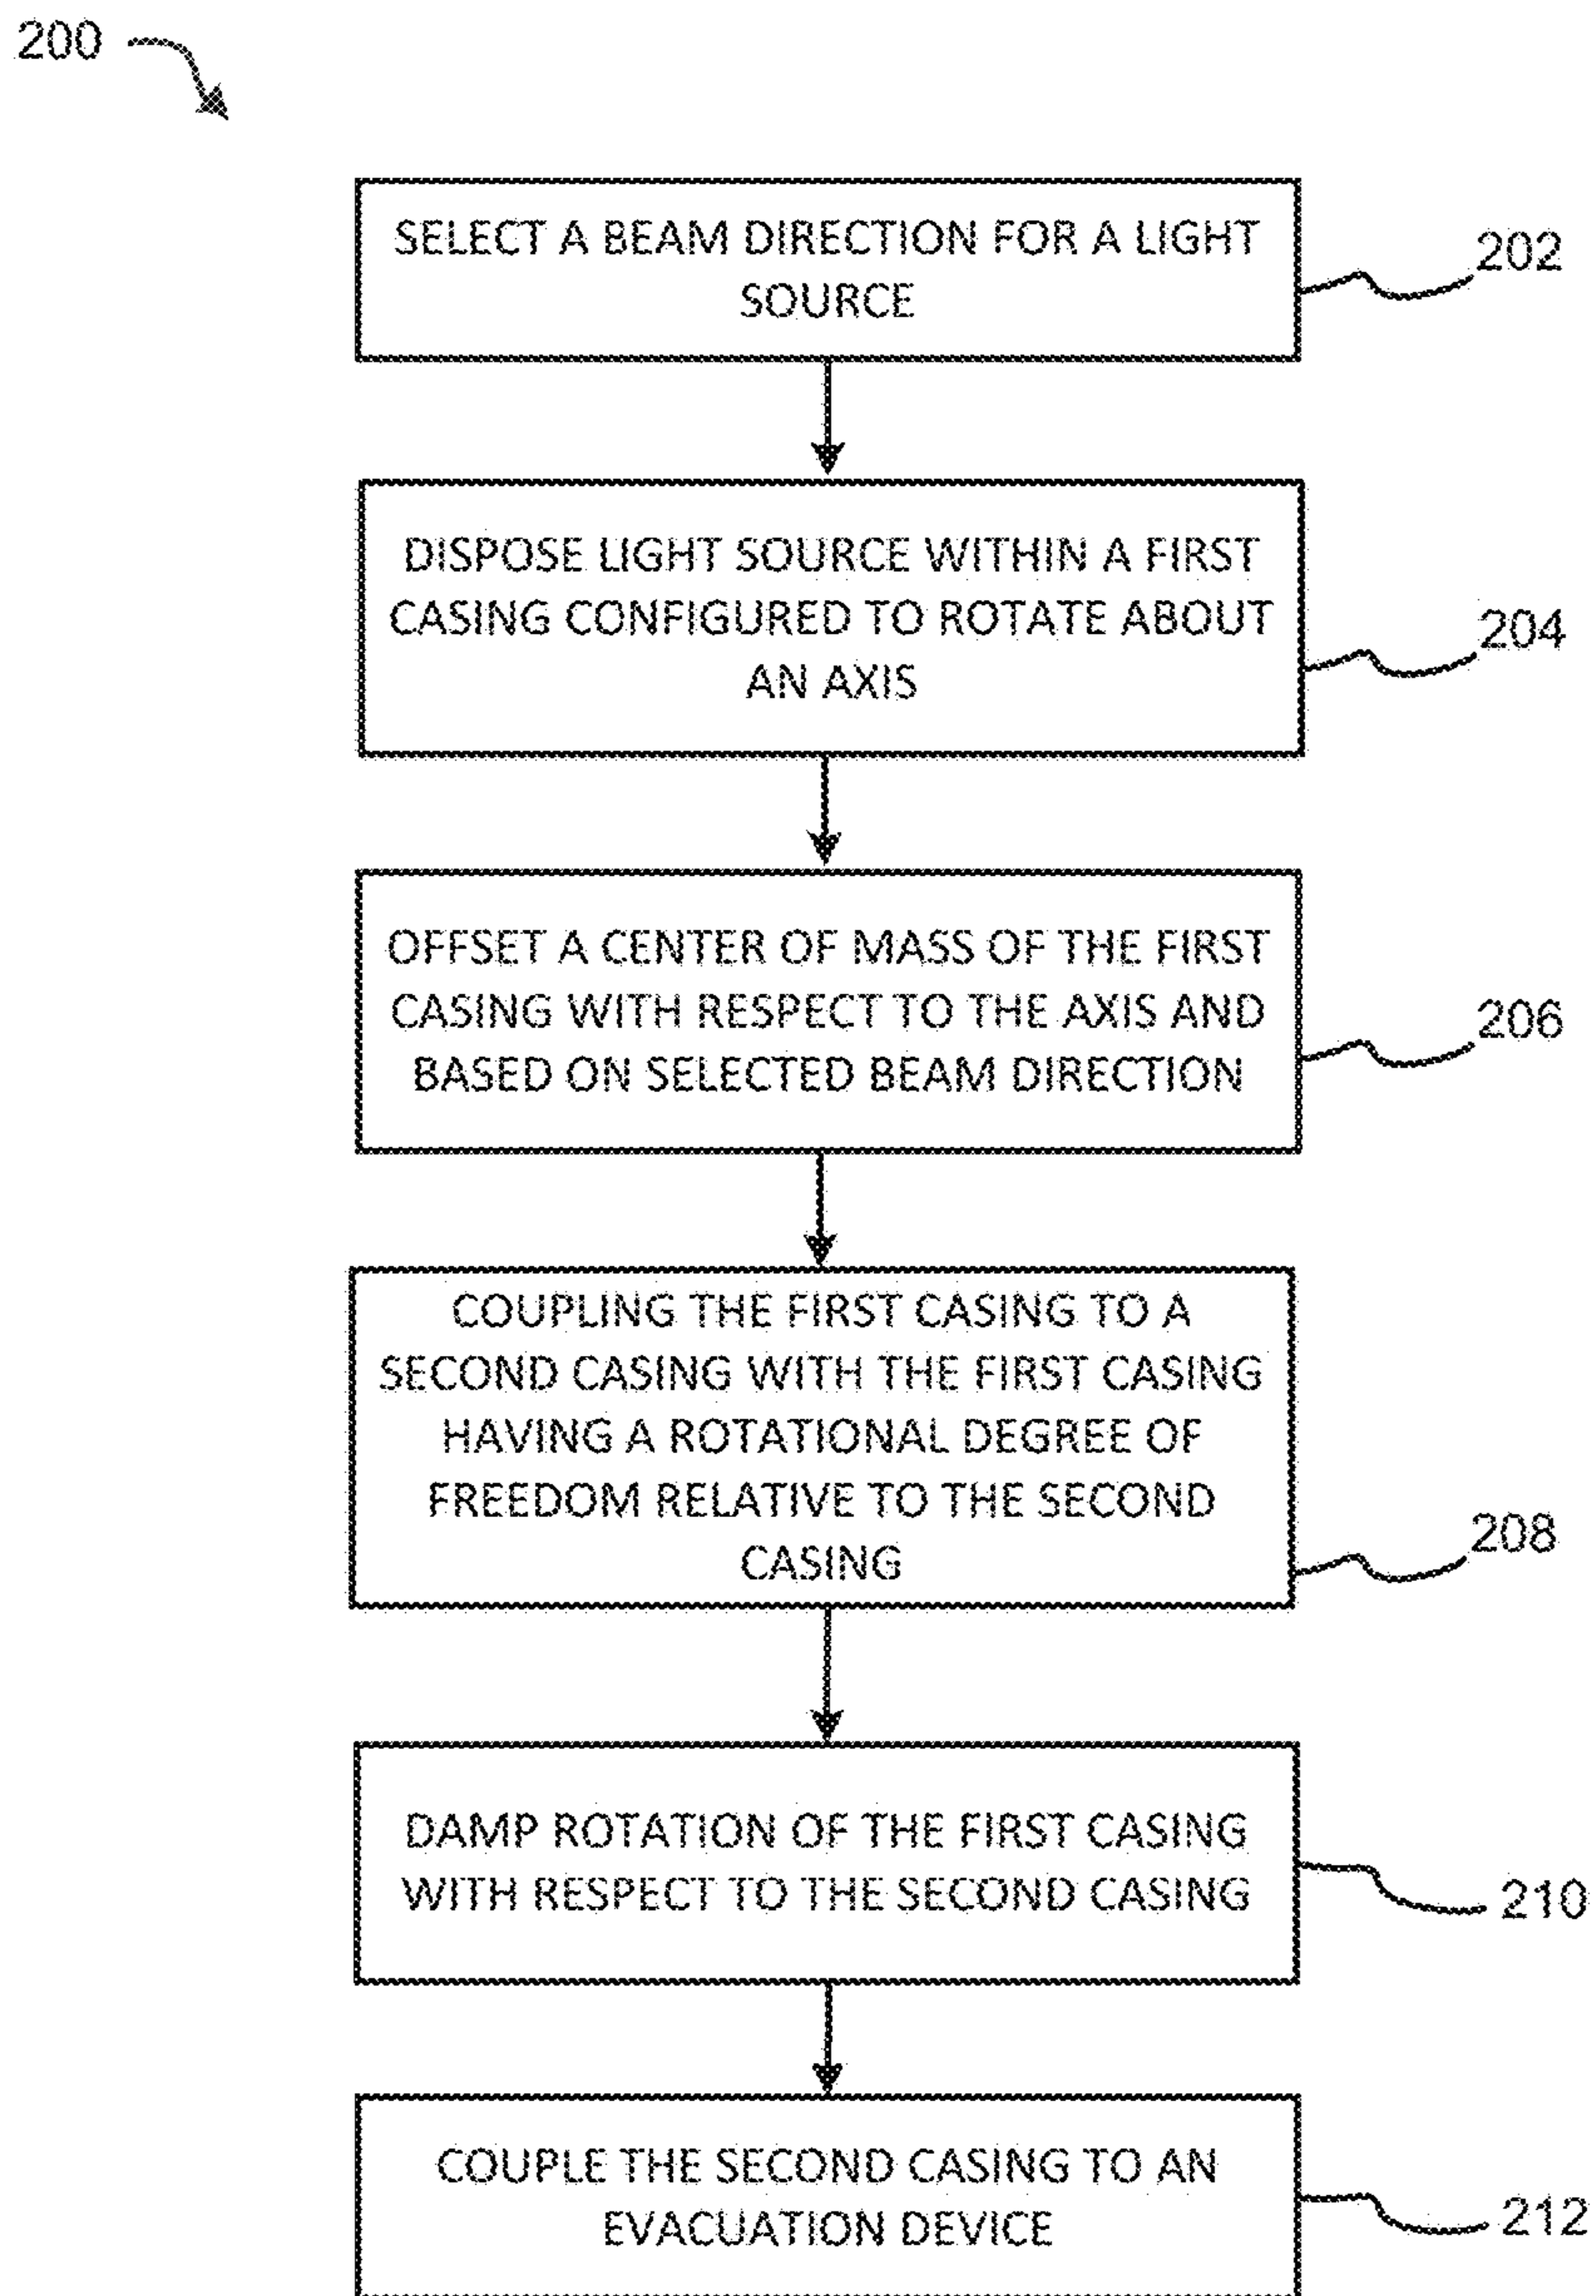 200
SELECT A BEAM DIRECTION FOR A LIGHT
SOURCE
202
DISPOSE LIGHT SOURCE WITHIN A FIRST
CASING CONFIGURED TO ROTATE ABOUT
AN AXIS
204
OFFSET A CENTER OF MASS OF THE FIRST
CASING WITH RESPECT TO THE AXIS AND
BASED ON SELECTED BEAM DIRECTION
206
COUPLING THE FIRST CASING TO A
SECOND CASING WITH THE FIRST CASING
HAVING A ROTATIONAL DEGREE OF
FREEDOM RELATIVE TO THE SECOND
CASING
208
DAMP ROTATION OF THE FIRST CASING
WITH RESPECT TO THE SECOND CASING
210
COUPLE THE SECOND CASING TO AN
EVACUATION DEVICE
212